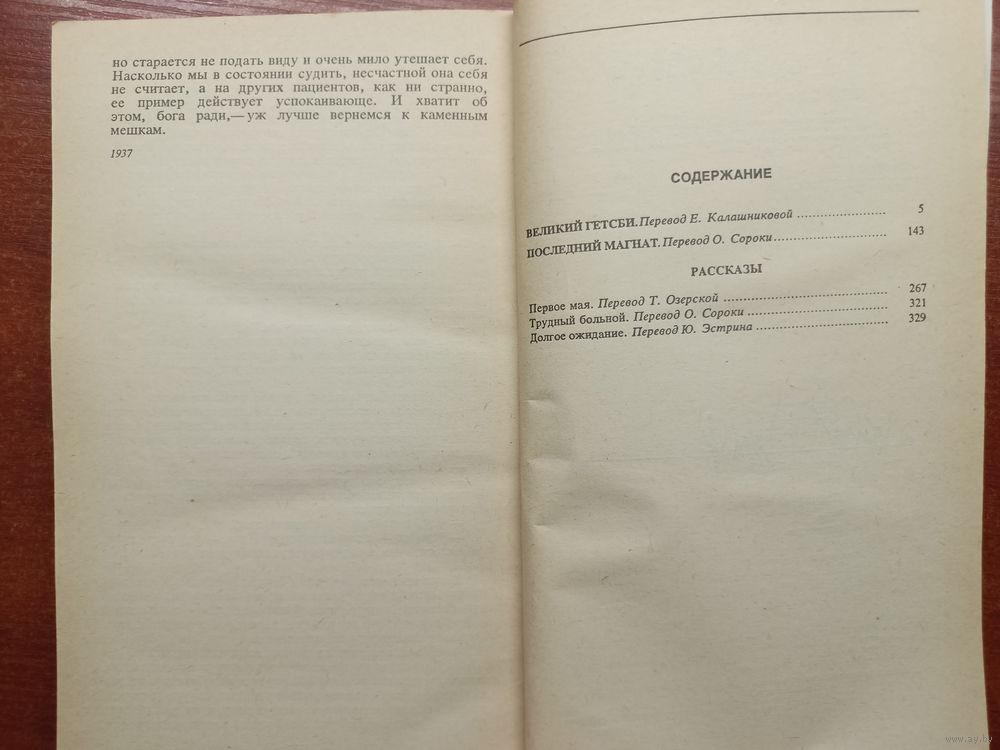 но старается не подать виду и очень мило утешает себя.
Насколько мы в состоянии судить, несчастной она себя
не считает, а на других пациентов, как ни странно,
ее пример действует успокаивающе. И хватит об
этом, бога ради,—уж лучше вернемся к каменным
мешкам.
1937
СОДЕРЖАНИЕ
ВЕЛИКИЙ ГЕТСБИ. Перевод Е. Калашниковой ........................ 5
ПОСЛЕДНИЙ МАГНАТ. Перевод О. Сороки............................ 143
РАССКАЗЫ
Первое мая. Перевод Т. Озерской ............................................ 267
Трудный больной. Перевод О. Сороки ..................................... 321
Долгое ожидание. Перевод Ю. Эстрина ................................... 329
www.ay.by